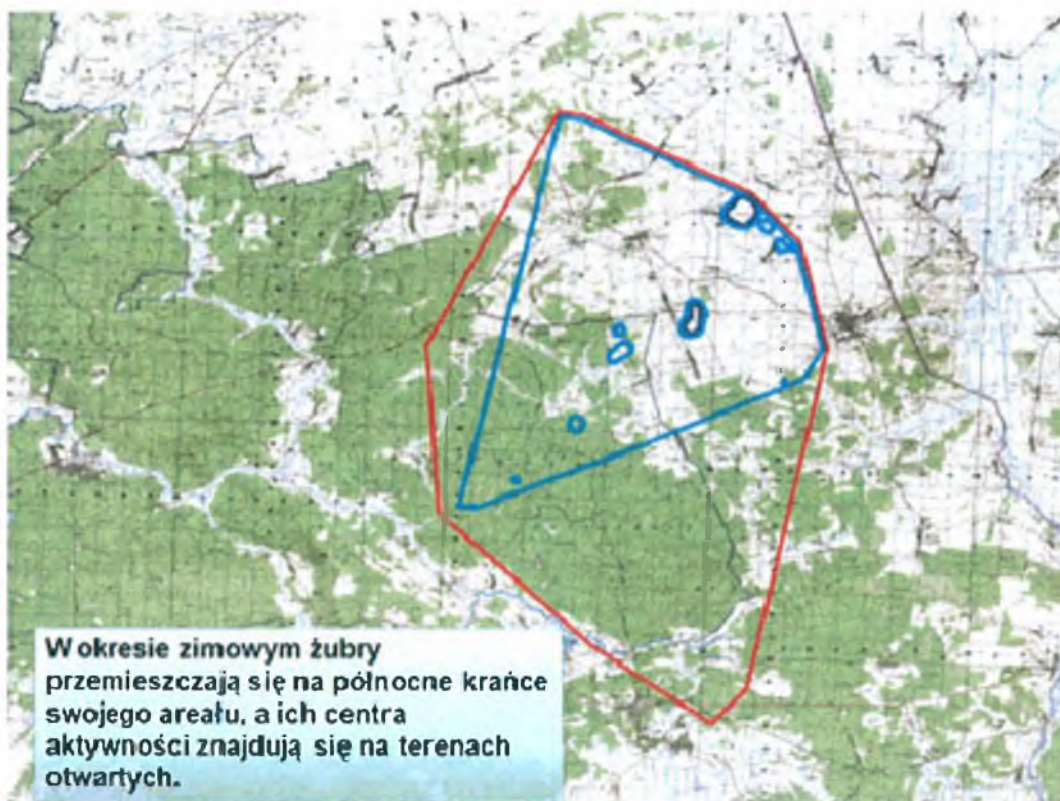 W okresie zimowym żubry
przemieszczają się na północne krańce
swojego areału, a ich centra
aktywności znajdują się na terenach
otwartych.